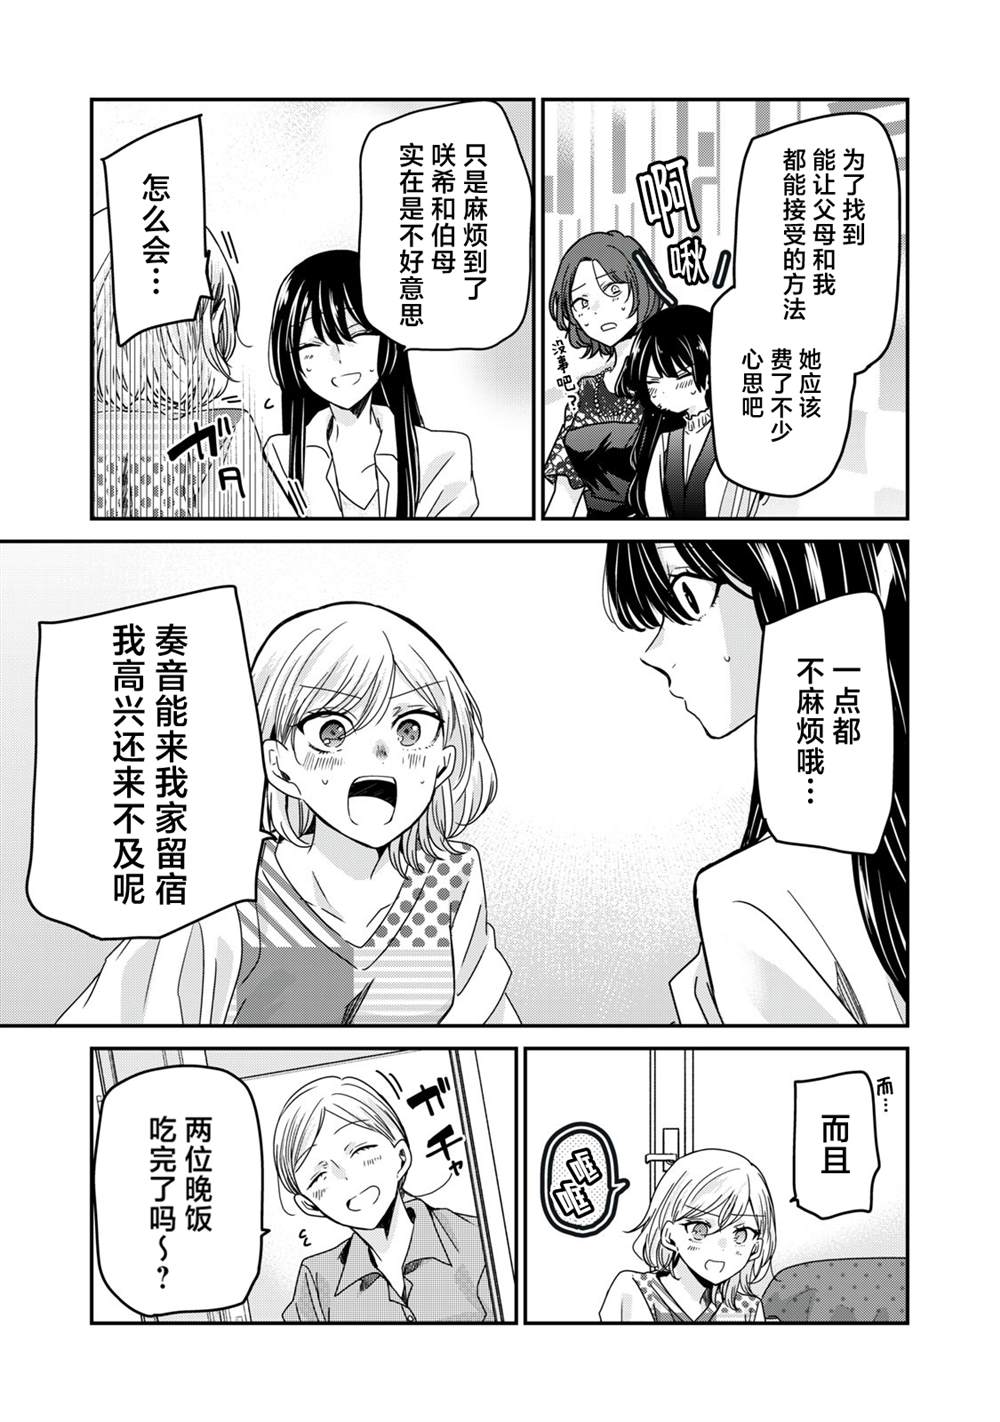 为了找到
能让父母和我
都能接受的方法
她应该
费了不少
心思吧
啊
啾
没事吧？
只是麻烦到了
咲希和伯母
实在是不好意思
怎么会…
ガタ
一点都
不麻烦哦…
奏音能来我家留宿
我高兴还来不及呢
而…
而且
哐
哐
ガチャ
两位晚饭
吃完了吗～？